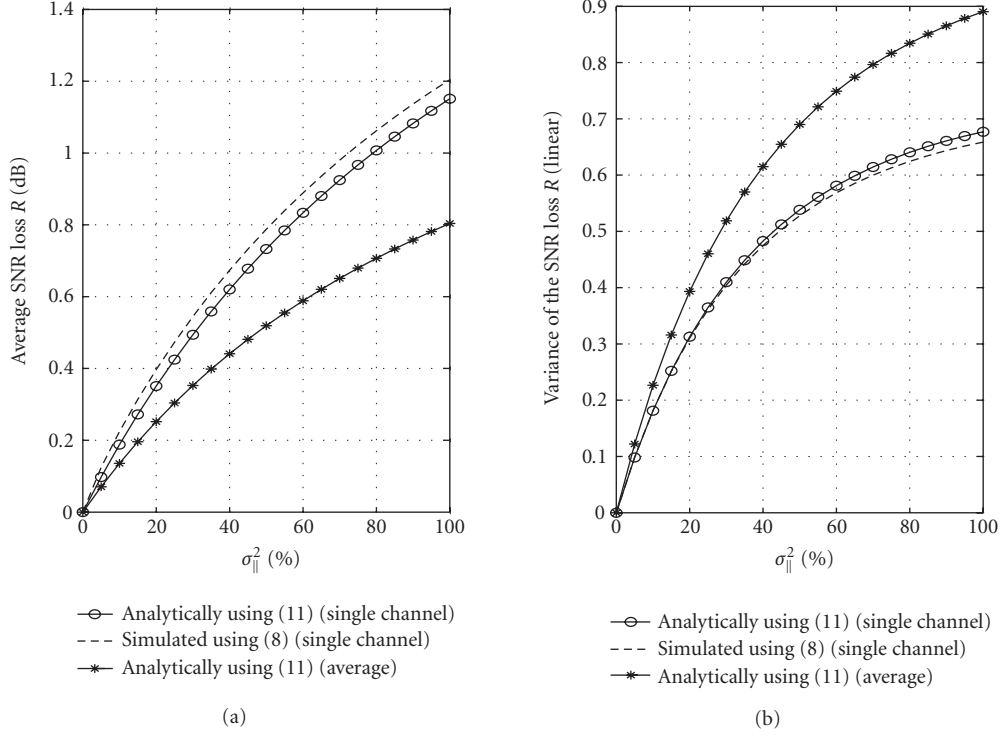 1.4
1.2
1
0.8
0.6
0.4
0.2
0
Average SNR loss R (dB)
0 20 40 60 80 100
σ²∥ (%)
Analytically using (11) (single channel)
Simulated using (8) (single channel)
Analytically using (11) (average)
(a)
0.9
0.8
0.7
0.6
0.5
0.4
0.3
0.2
0.1
0
Variance of the SNR loss R (linear)
0 20 40 60 80 100
σ²∥ (%)
Analytically using (11) (single channel)
Simulated using (8) (single channel)
Analytically using (11) (average)
(b)